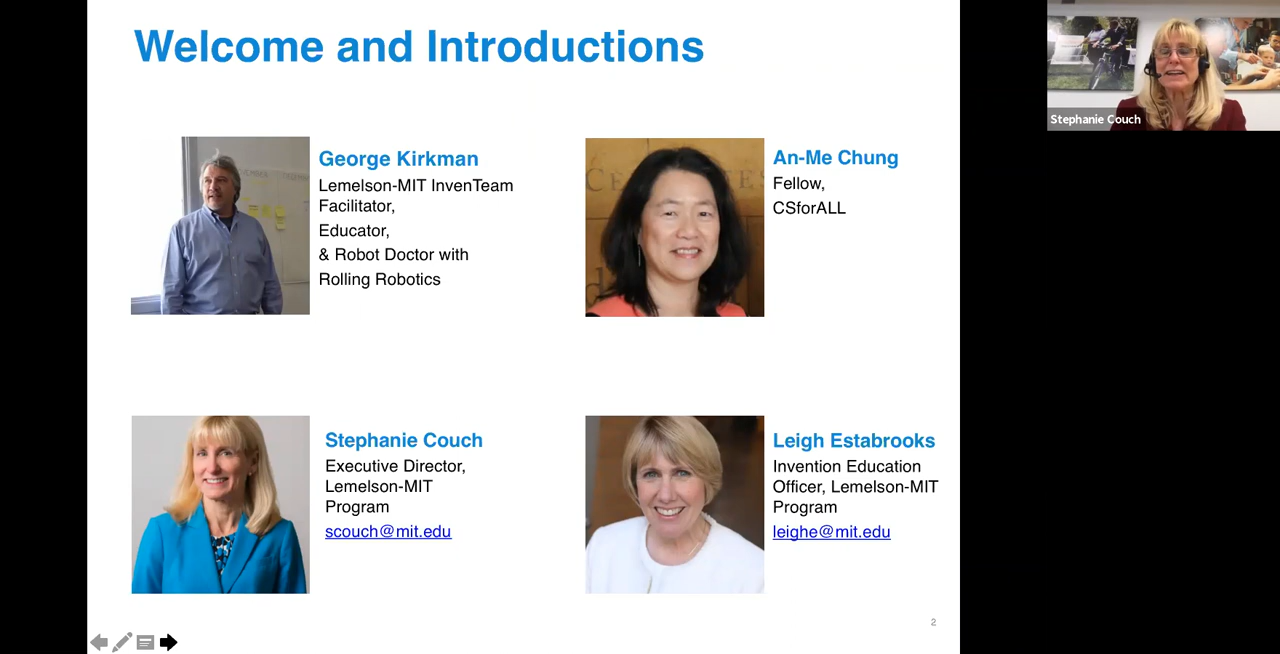 Welcome and Introductions
Stephanie Couch
George Kirkman
Lemelson-MIT InvenTeam
Facilitator,
Educator,
& Robot Doctor with
Rolling Robotics
An-Me Chung
Fellow,
CSforALL
Stephanie Couch
Executive Director,
Lemelson-MIT
Program
scouch@mit.edu
Leigh Estabrooks
Invention Education
Officer, Lemelson-MIT
Program
leighe@mit.edu
2